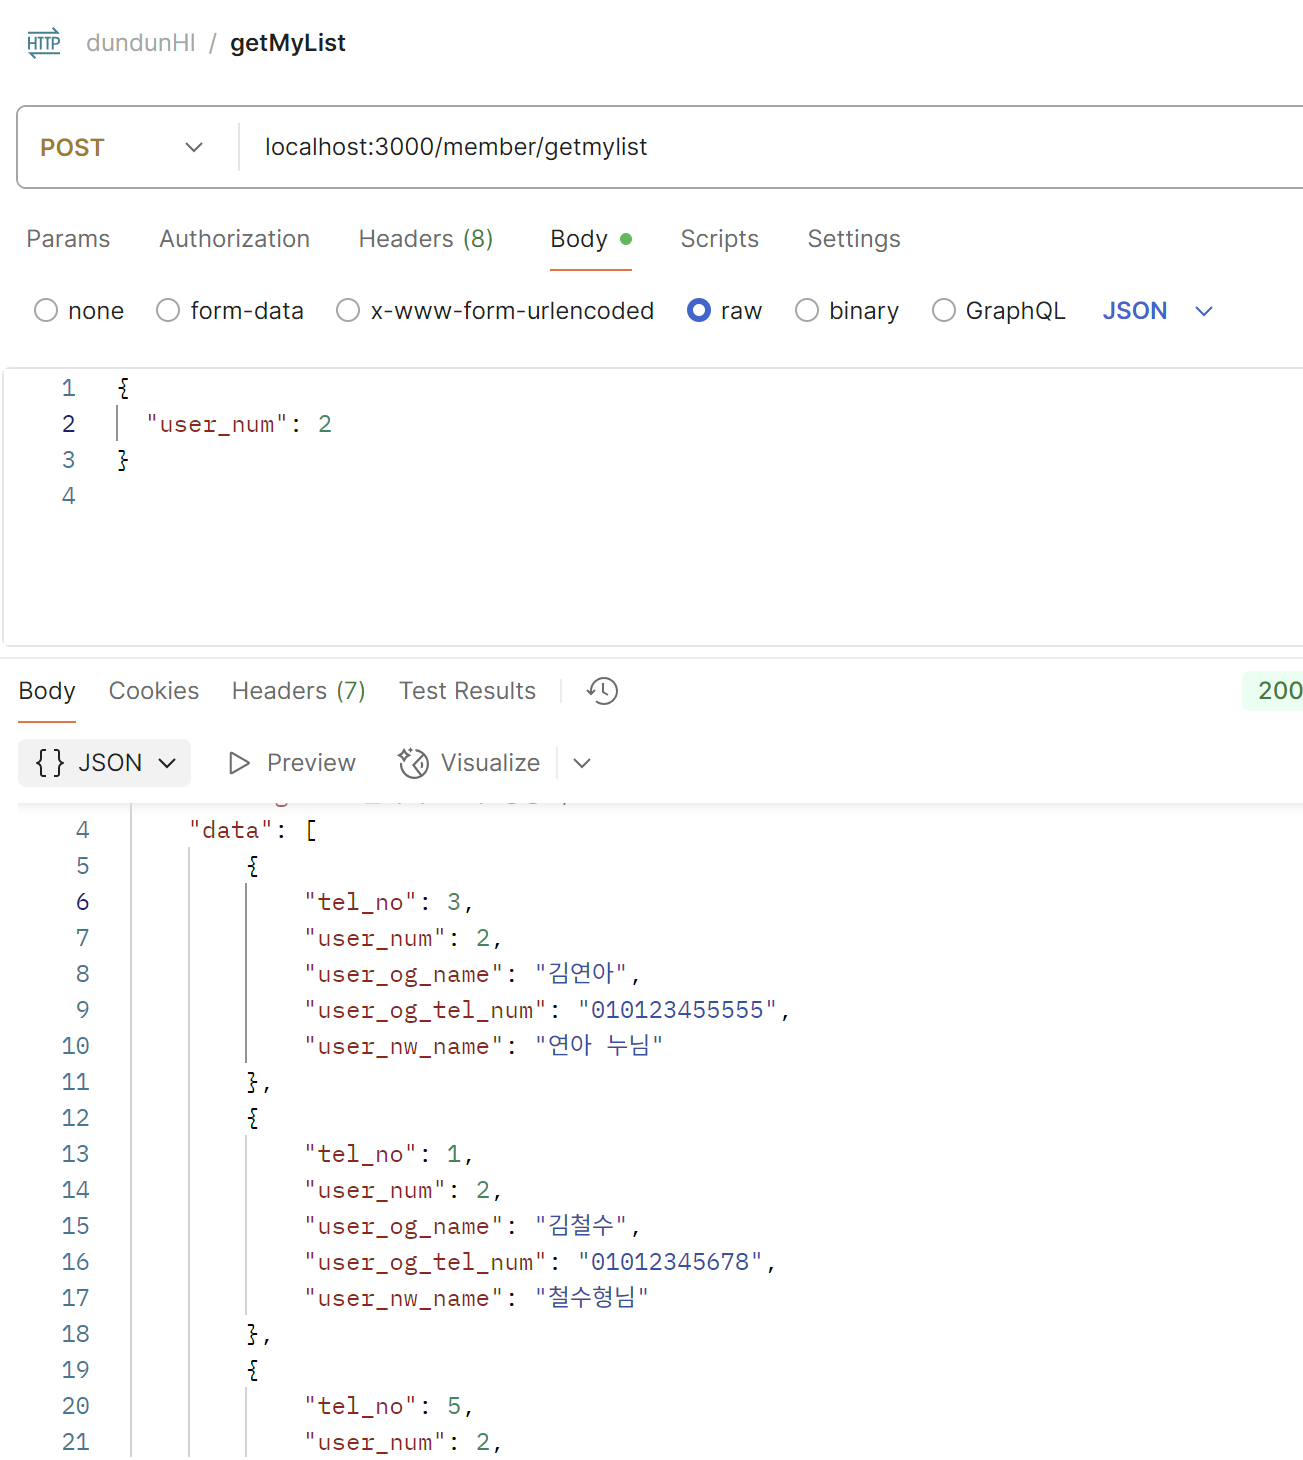 HTTP dundunHI / getMyList
POST localhost:3000/member/getmylist
Params Authorization Headers (8) Body Scripts Settings
none form-data x-www-form-urlencoded raw binary GraphQL JSON
1 {
2 "user_num": 2
3 }
4
Body Cookies Headers (7) Test Results 200
{} JSON Preview Visualize
4 "data": [
5 {
6 "tel_no": 3,
7 "user_num": 2,
8 "user_og_name": "김연아",
9 "user_og_tel_num": "010123455555",
10 "user_nw_name": "연아 누님"
11 },
12 {
13 "tel_no": 1,
14 "user_num": 2,
15 "user_og_name": "김철수",
16 "user_og_tel_num": "01012345678",
17 "user_nw_name": "철수형님"
18 },
19 {
20 "tel_no": 5,
21 "user_num": 2,